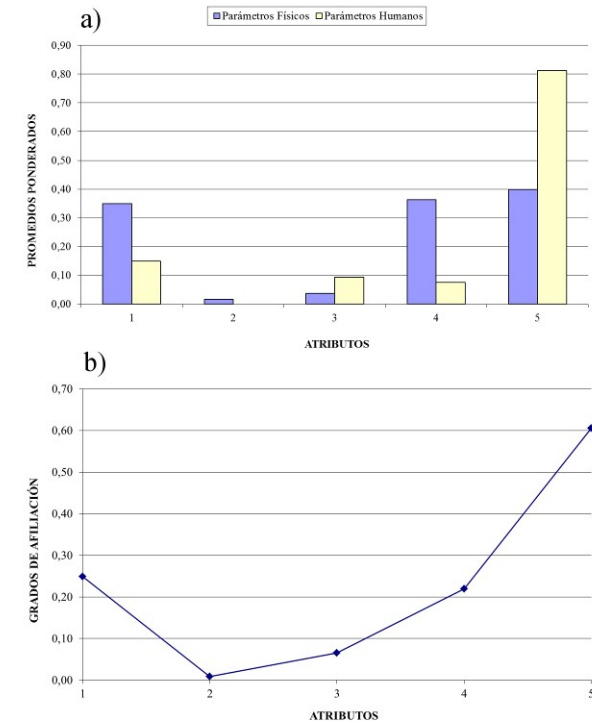 a)
Parámetros Físicos Parámetros Humanos
0,90
0,80
0,70
0,60
0,50
0,40
0,30
0,20
0,10
0,00
PROMEDIOS PONDERADOS
1 2 3 4 5
ATRIBUTOS
b)
0,70
0,60
0,50
0,40
0,30
0,20
0,10
0,00
GRADOS DE AFILIACIÓN
1 2 3 4 5
ATRIBUTOS